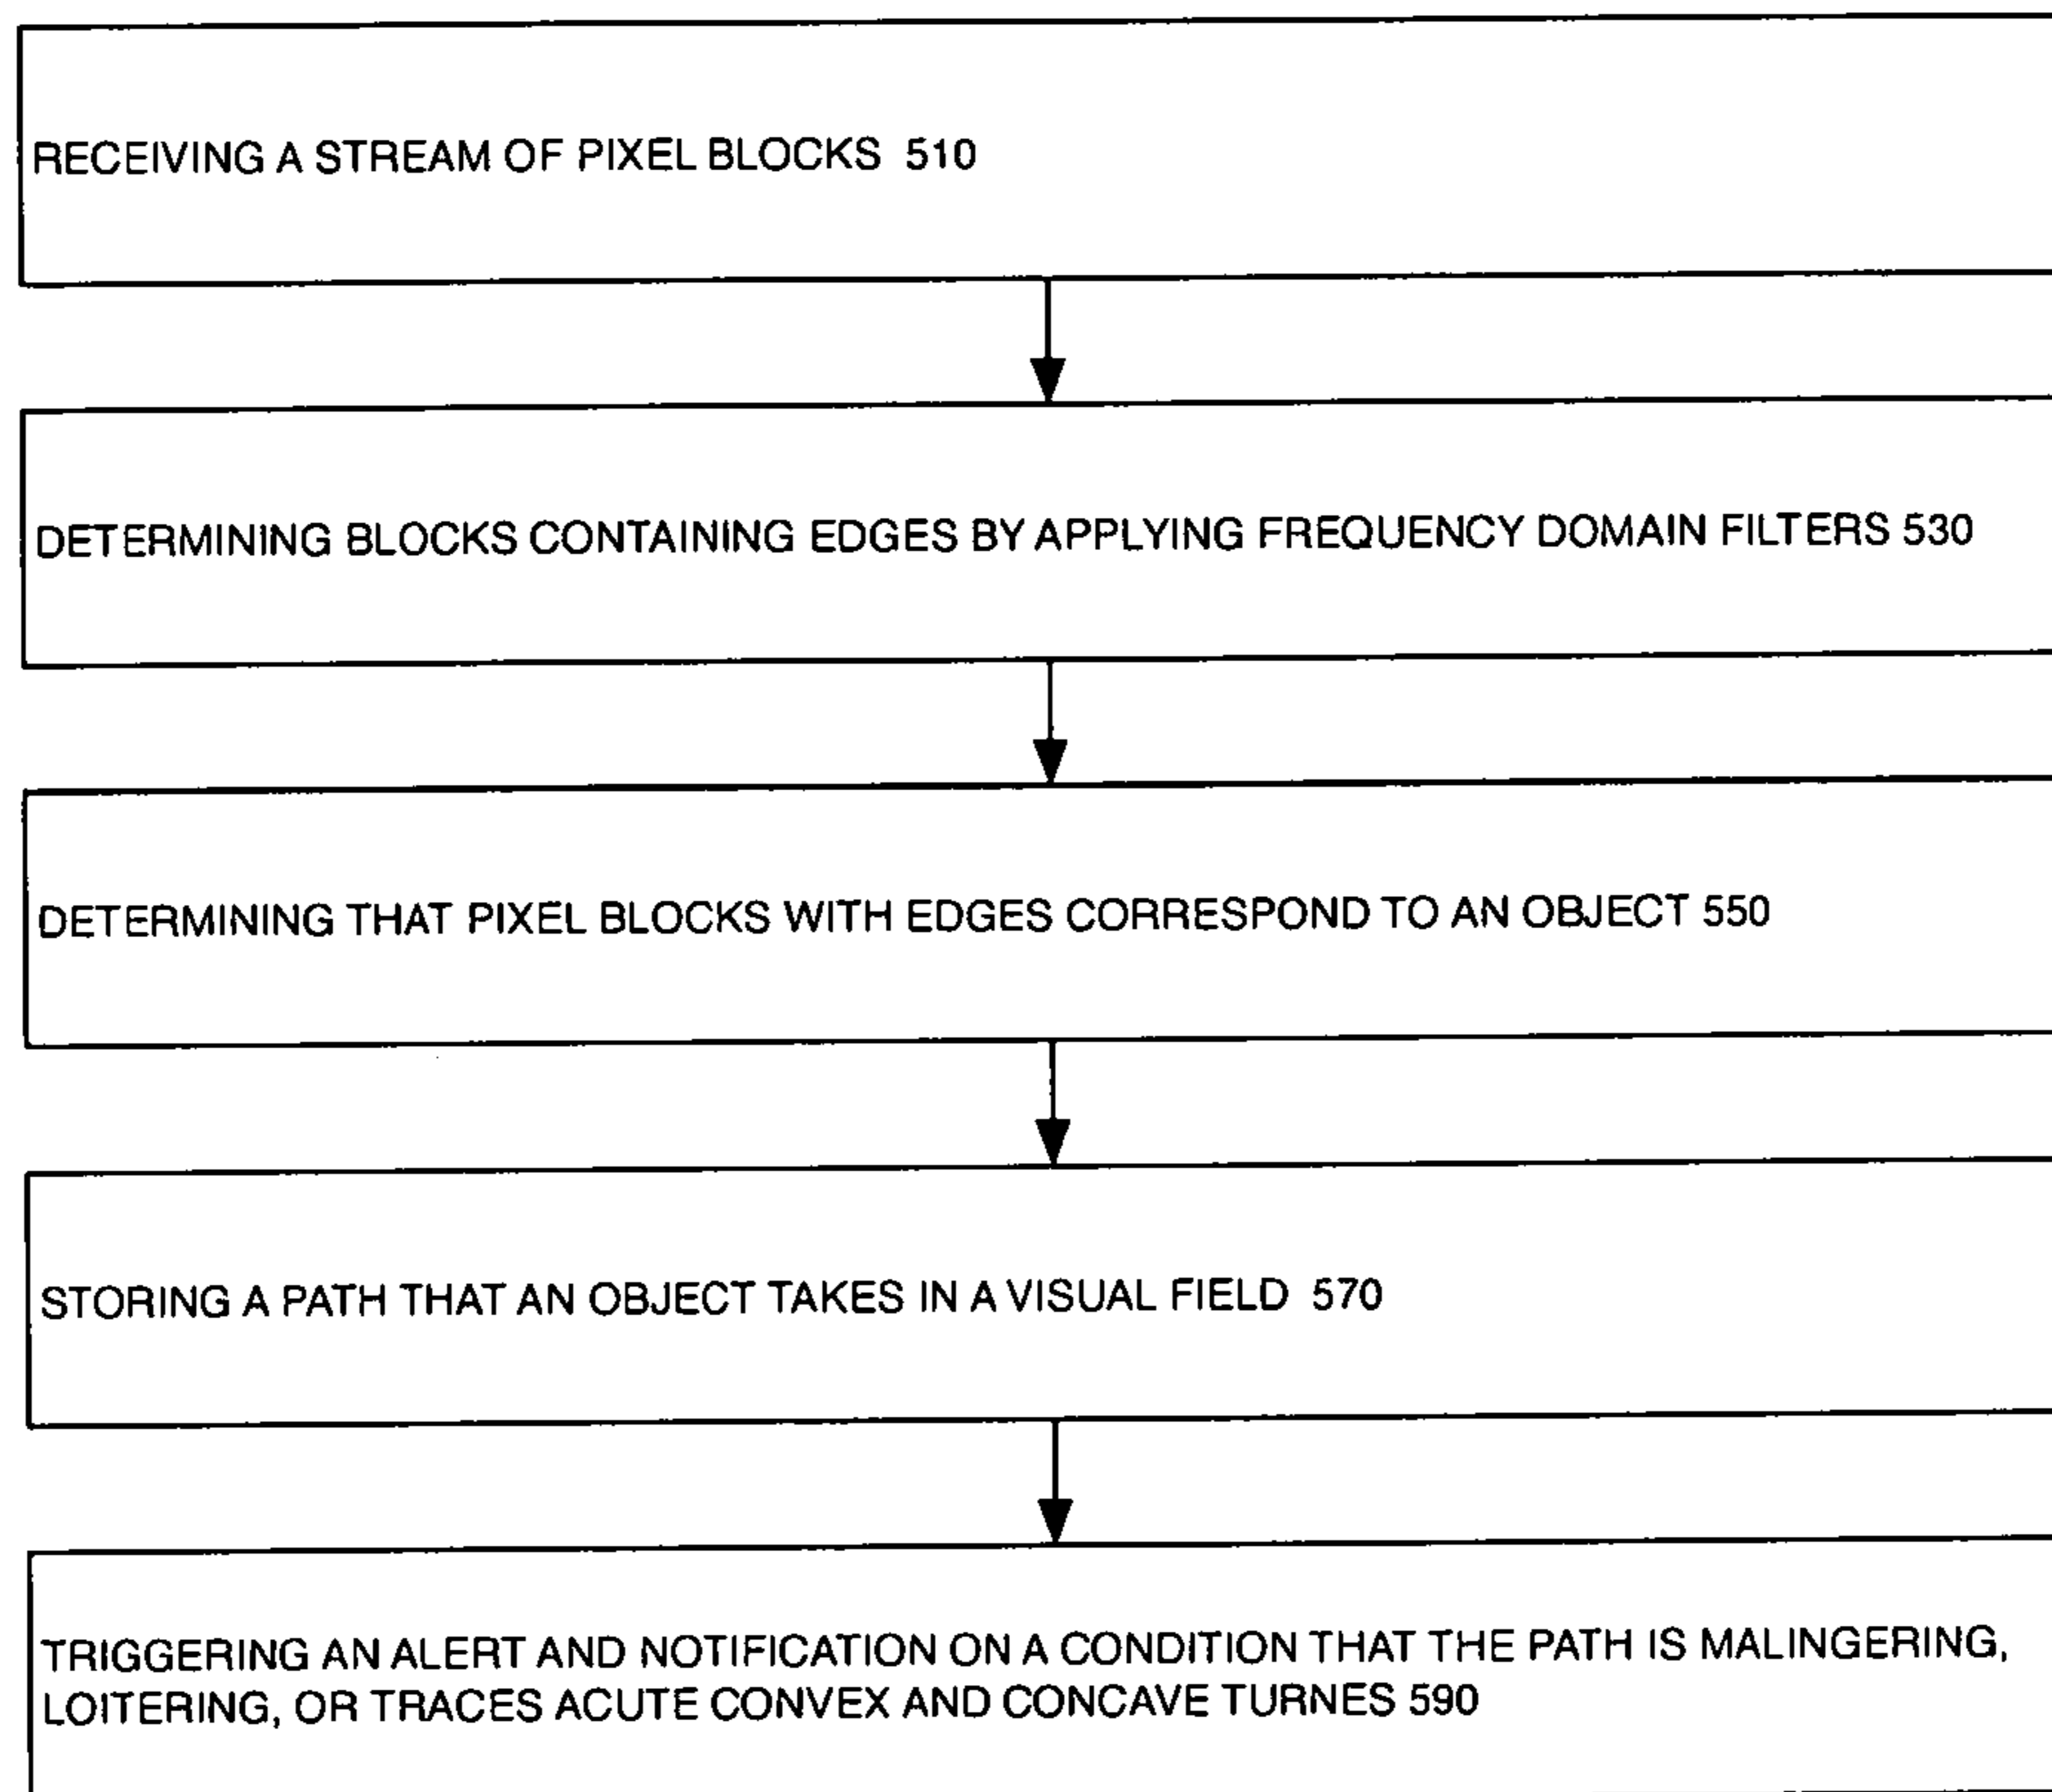 RECEIVING A STREAM OF PIXEL BLOCKS 510
DETERMINING BLOCKS CONTAINING EDGES BY APPLYING FREQUENCY DOMAIN FILTERS 530
DETERMINING THAT PIXEL BLOCKS WITH EDGES CORRESPOND TO AN OBJECT 550
STORING A PATH THAT AN OBJECT TAKES IN A VISUAL FIELD 570
TRIGGERING AN ALERT AND NOTIFICATION ON A CONDITION THAT THE PATH IS MALINGERING,
LOITERING, OR TRACES ACUTE CONVEX AND CONCAVE TURNES 590